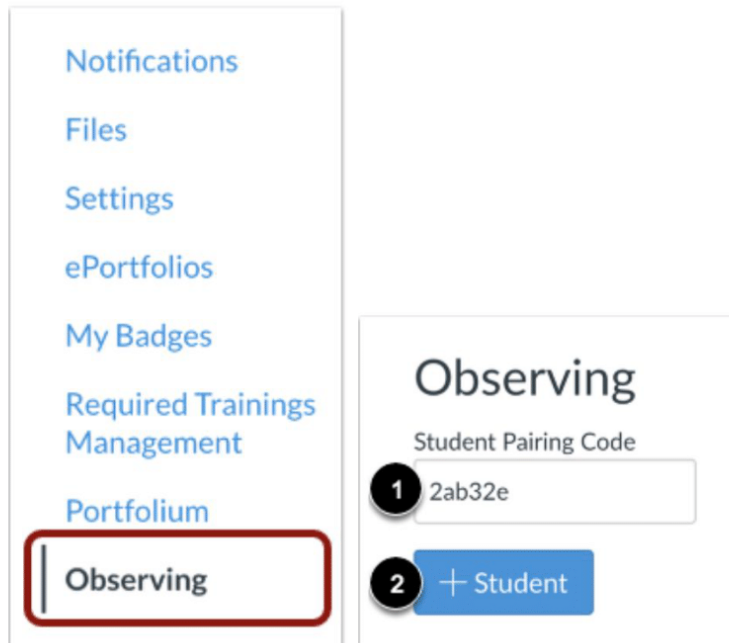 Notifications
Files
Settings
ePortfolios
My Badges
Required Trainings
Management
Portfolium
Observing
Observing
Student Pairing Code
1 2ab32e
2 + Student